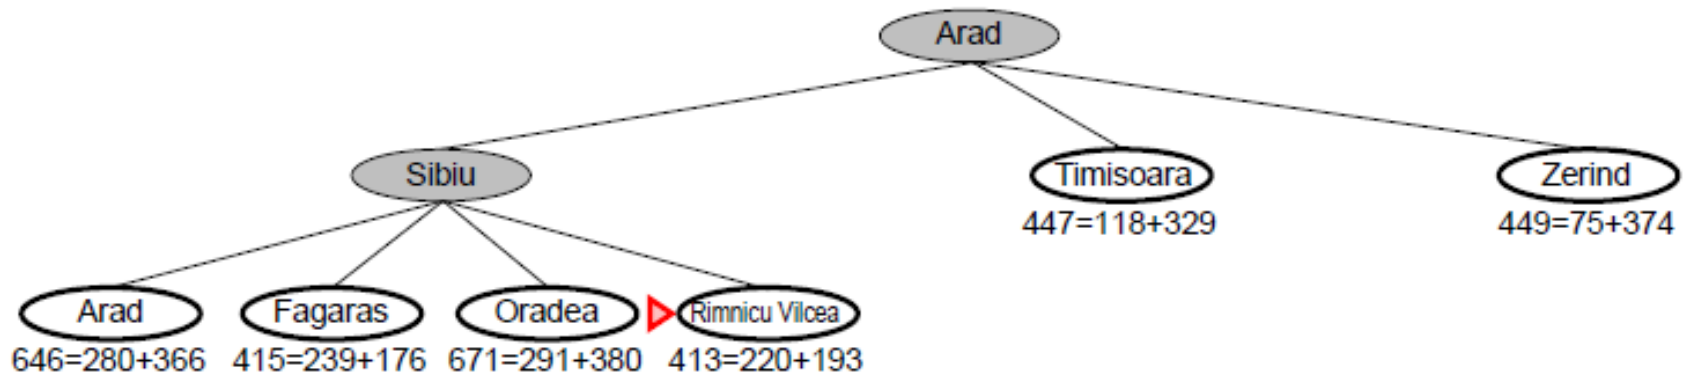 Arad
Sibiu
Timisoara
Zerind
447=118+329
449=75+374
Arad
Fagaras
Oradea
Rimnicu Vilcea
646=280+366
415=239+176
671=291+380
413=220+193